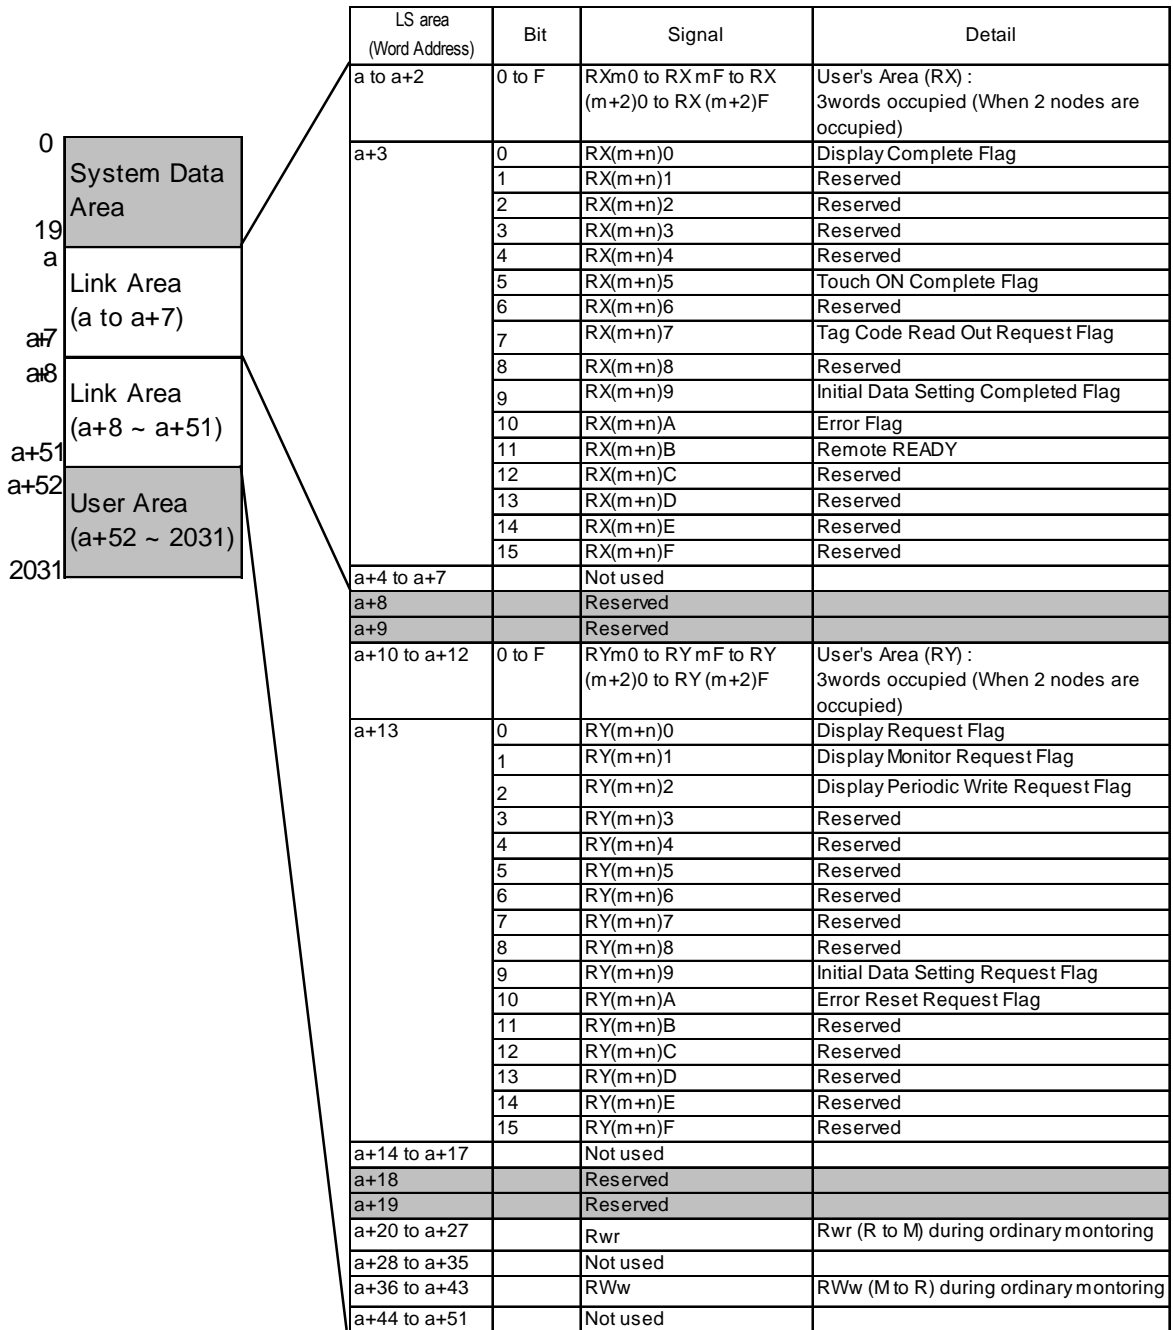 0
System Data
Area
19
a
Link Area
(a to a+7)
a+7
a+8
Link Area
(a+8 ~ a+51)
a+51
a+52
User Area
(a+52 ~ 2031)
2031
LS area
(Word Address) Bit Signal Detail
a to a+2 0 to F RXm0 to RXmF to RX User's Area (RX) :
(m+2)0 to RX(m+2)F 3words occupied (When 2 nodes are
occupied)
a+3 0 RX(m+n)0 Display Complete Flag
1 RX(m+n)1 Reserved
2 RX(m+n)2 Reserved
3 RX(m+n)3 Reserved
4 RX(m+n)4 Reserved
5 RX(m+n)5 Touch ON Complete Flag
6 RX(m+n)6 Reserved
7 RX(m+n)7 Tag Code Read Out Request Flag
8 RX(m+n)8 Reserved
9 RX(m+n)9 Initial Data Setting Completed Flag
10 RX(m+n)A Error Flag
11 RX(m+n)B Remote READY
12 RX(m+n)C Reserved
13 RX(m+n)D Reserved
14 RX(m+n)E Reserved
15 RX(m+n)F Reserved
a+4 to a+7 Not used
a+8 Reserved
a+9 Reserved
a+10 to a+12 0 to F RYm0 to RYmF to RY User's Area (RY) :
(m+2)0 to RY(m+2)F 3words occupied (When 2 nodes are
occupied)
a+13 0 RY(m+n)0 Display Request Flag
1 RY(m+n)1 Display Monitor Request Flag
2 RY(m+n)2 Display Periodic Write Request Flag
3 RY(m+n)3 Reserved
4 RY(m+n)4 Reserved
5 RY(m+n)5 Reserved
6 RY(m+n)6 Reserved
7 RY(m+n)7 Reserved
8 RY(m+n)8 Reserved
9 RY(m+n)9 Initial Data Setting Request Flag
10 RY(m+n)A Error Reset Request Flag
11 RY(m+n)B Reserved
12 RY(m+n)C Reserved
13 RY(m+n)D Reserved
14 RY(m+n)E Reserved
15 RY(m+n)F Reserved
a+14 to a+17 Not used
a+18 Reserved
a+19 Reserved
a+20 to a+27 Rwr Rwr (R to M) during ordinary montoring
a+28 to a+35 Not used
a+36 to a+43 RWw RWw (M to R) during ordinary montoring
a+44 to a+51 Not used